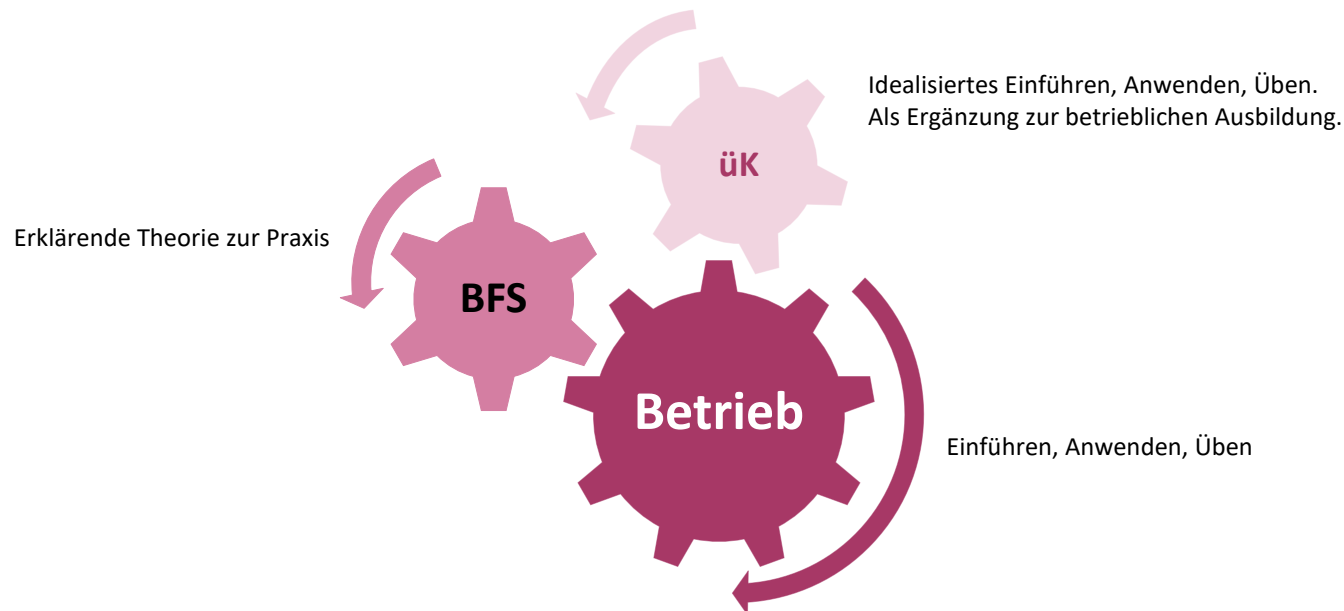 Idealisiertes Einführen, Anwenden, Üben.
Als Ergänzung zur betrieblichen Ausbildung.
üK
Erklärende Theorie zur Praxis
BFS
Betrieb
Einführen, Anwenden, Üben